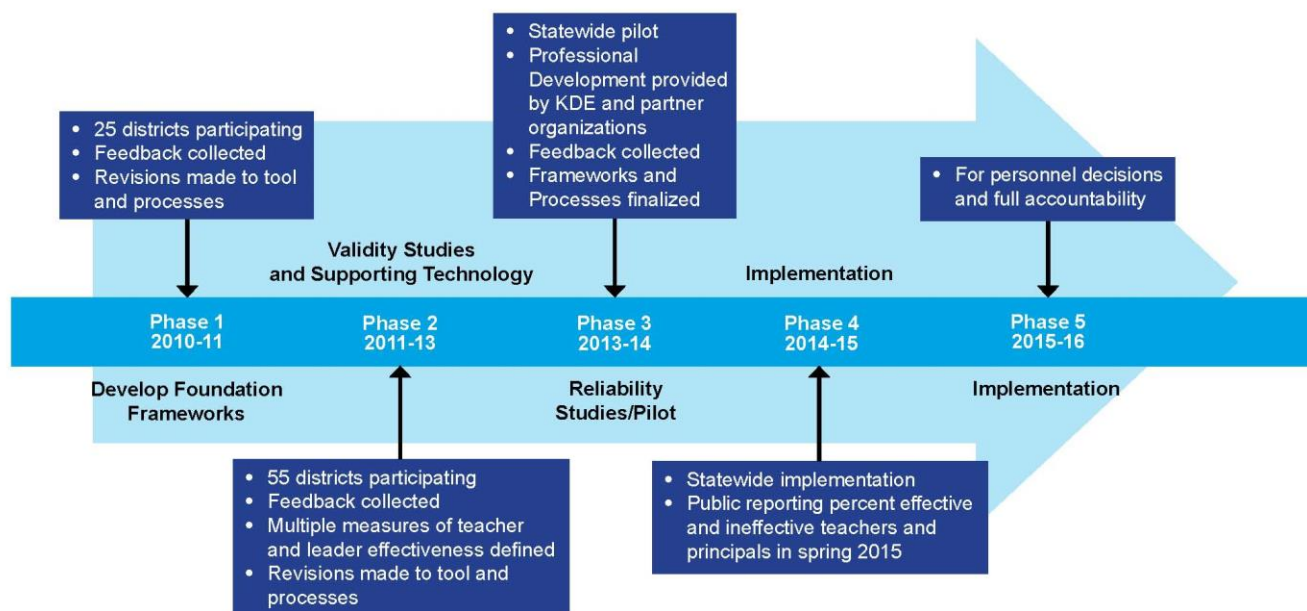 • Statewide pilot
• Professional
Development provided
by KDE and partner
organizations
• Feedback collected
• Frameworks and
Processes finalized
• 25 districts participating
• Feedback collected
• Revisions made to tool
and processes
• For personnel decisions
and full accountability
Validity Studies
and Supporting Technology
Implementation
Phase 1
2010-11
Phase 2
2011-13
Phase 3
2013-14
Phase 4
2014-15
Phase 5
2015-16
Develop Foundation
Frameworks
Reliability
Studies/Pilot
Implementation
• 55 districts participating
• Feedback collected
• Multiple measures of teacher
and leader effectiveness defined
• Revisions made to tool and
processes
• Statewide implementation
• Public reporting percent effective
and ineffective teachers and
principals in spring 2015